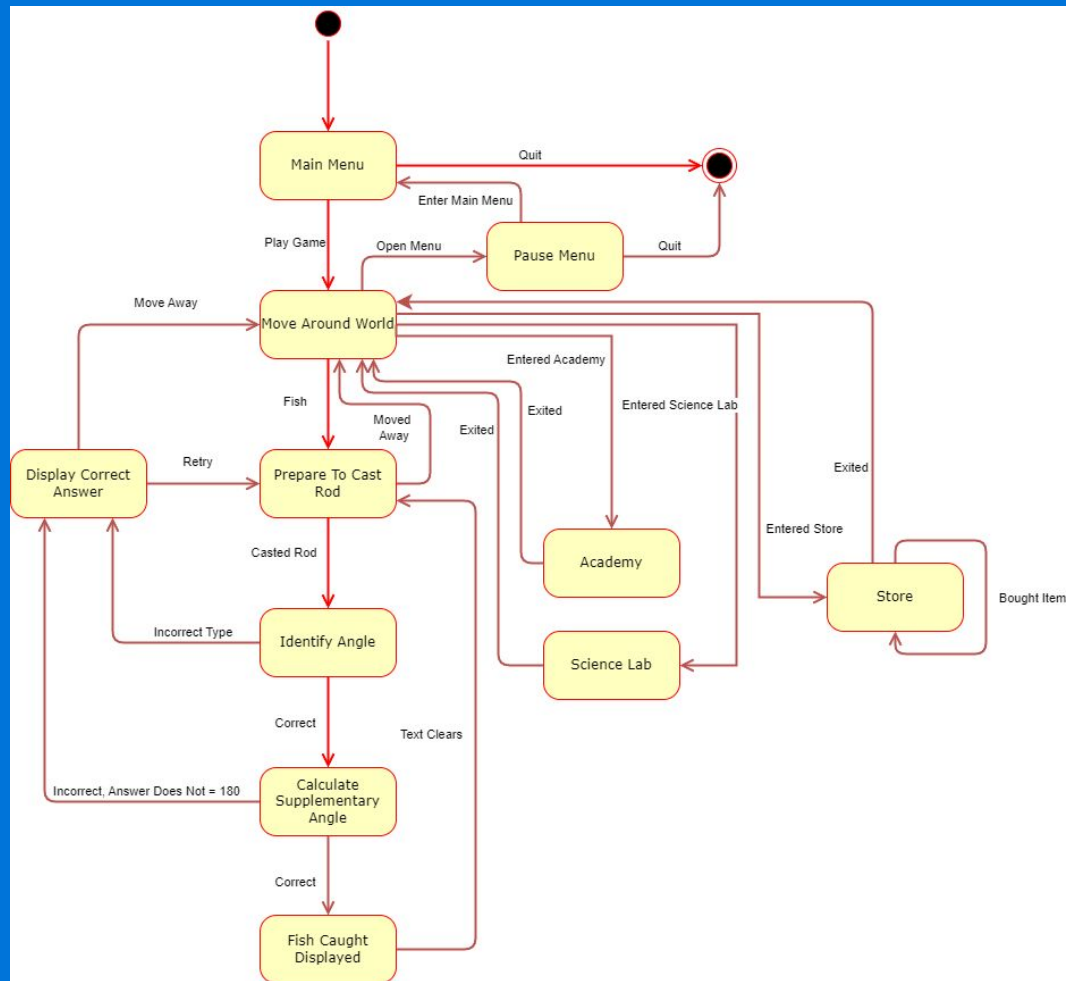 Main Menu
Quit
Enter Main Menu
Play Game
Open Menu
Pause Menu
Quit
Move Away
Move Around World
Entered Academy
Fish
Moved
Away
Exited
Exited
Entered Science Lab
Display Correct
Answer
Retry
Prepare To Cast
Rod
Exited
Entered Store
Casted Rod
Academy
Store
Bought Item
Incorrect Type
Identify Angle
Science Lab
Correct
Text Clears
Incorrect, Answer Does Not = 180
Calculate
Supplementary
Angle
Correct
Fish Caught
Displayed